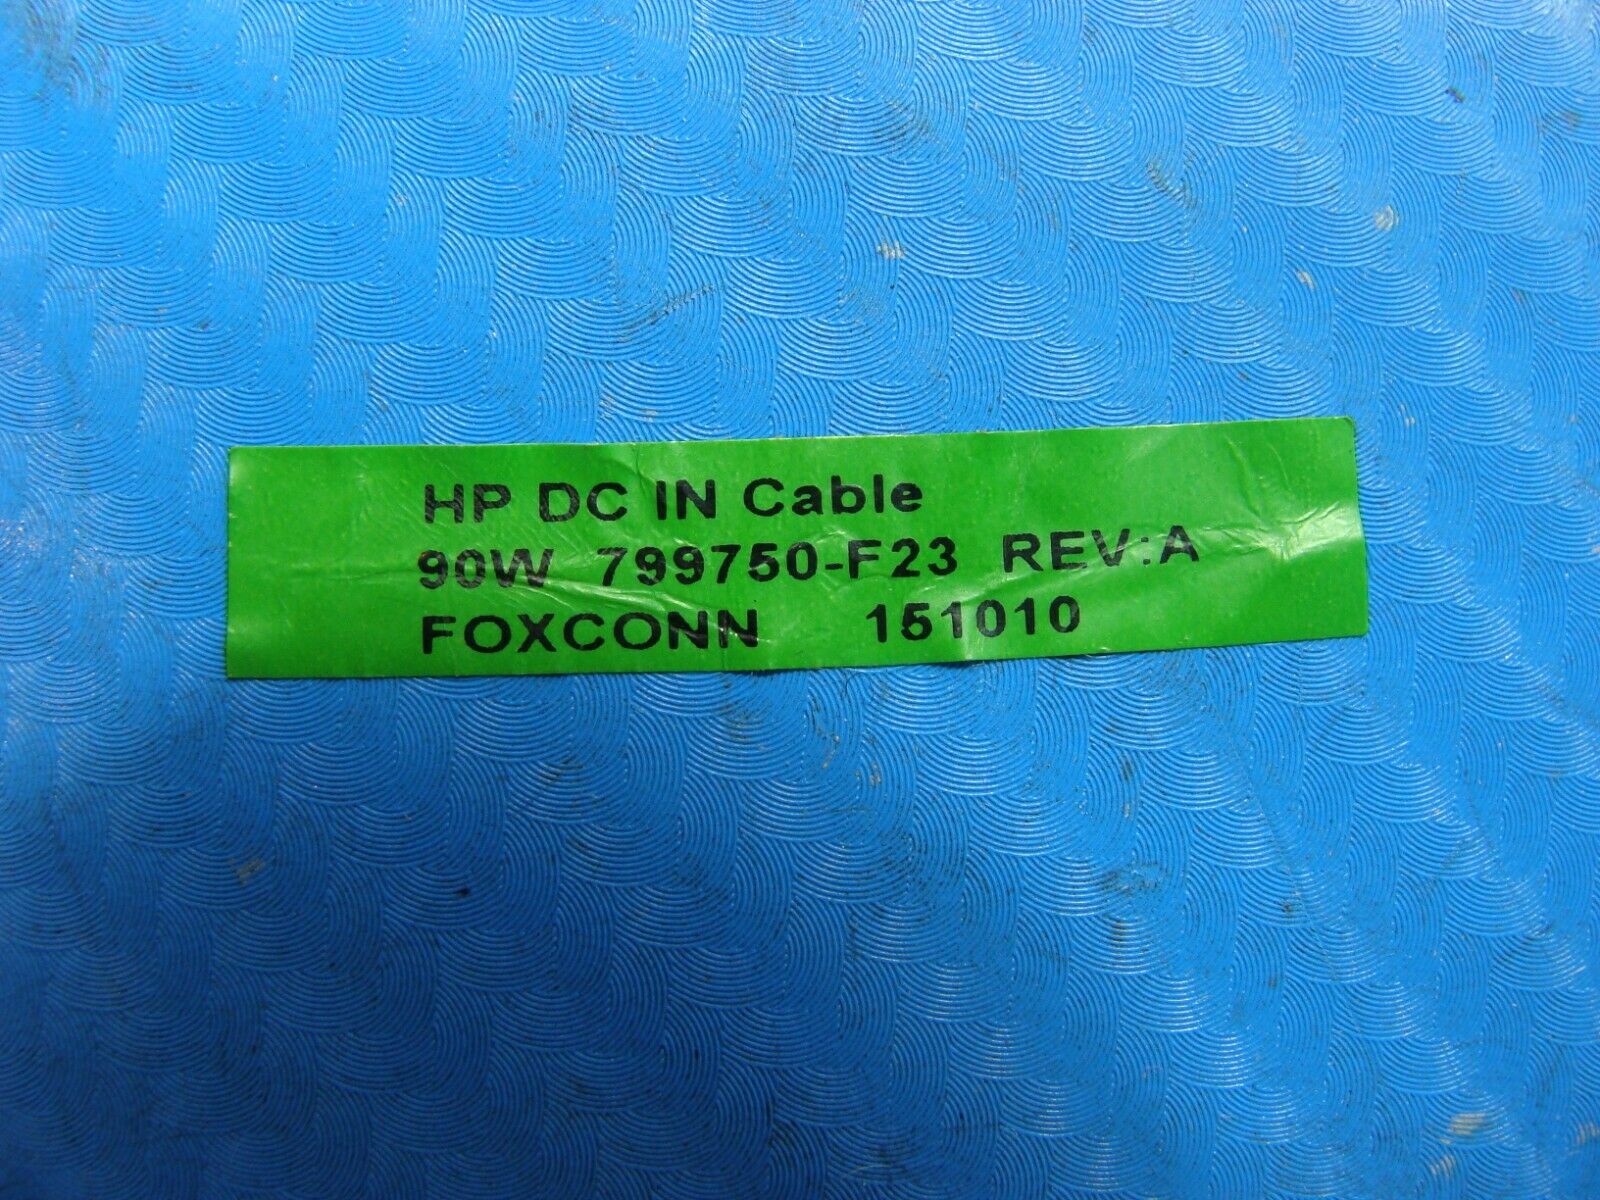 HP DC IN Cable
90W 799750-F23 REV:A
FOXCONN 151010